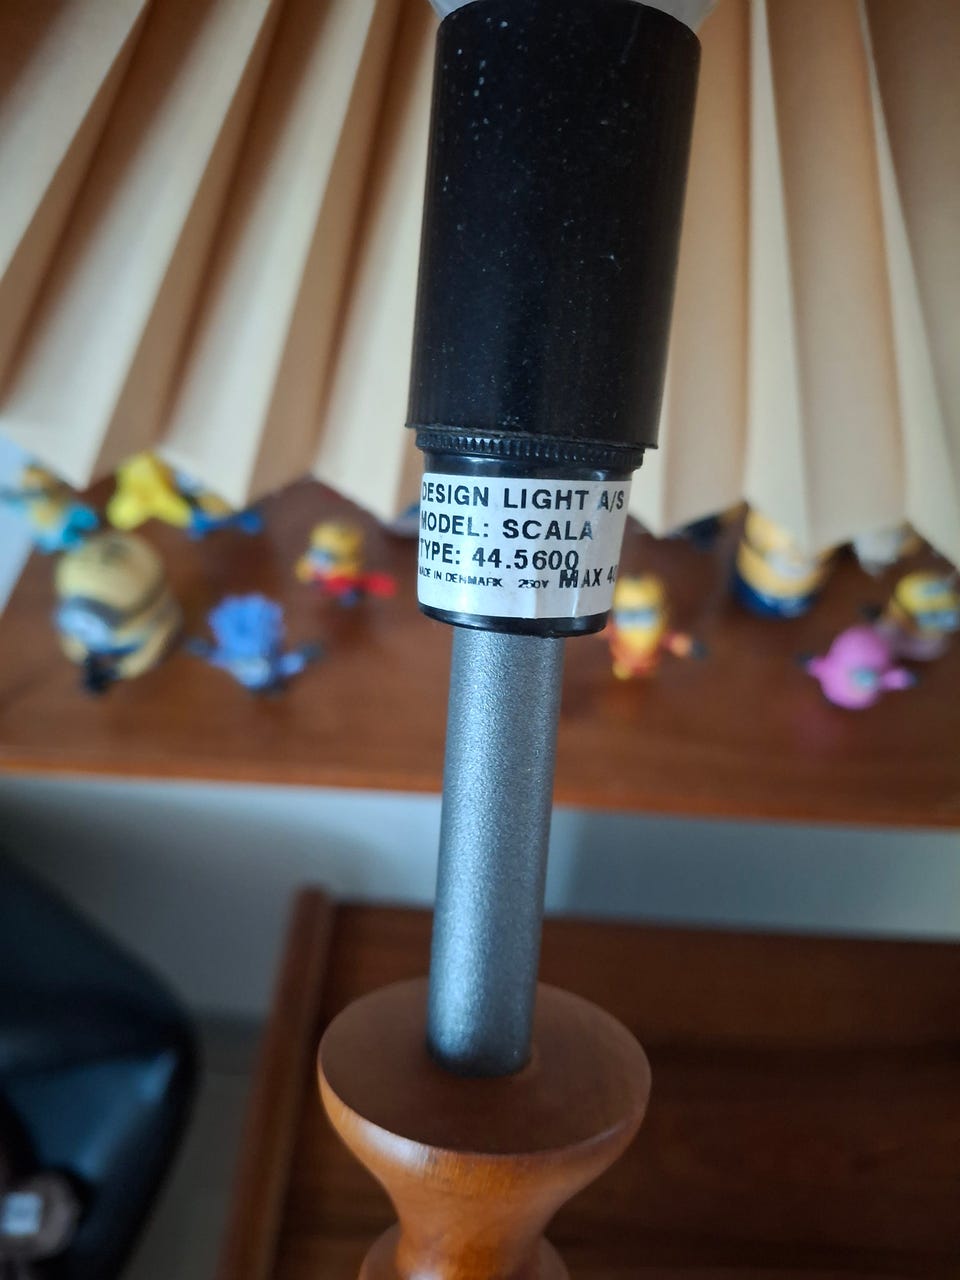 DESIGN LIGHT A/S
MODEL: SCALA
TYPE: 44.5600
MADE IN DENMARK 250V MAX